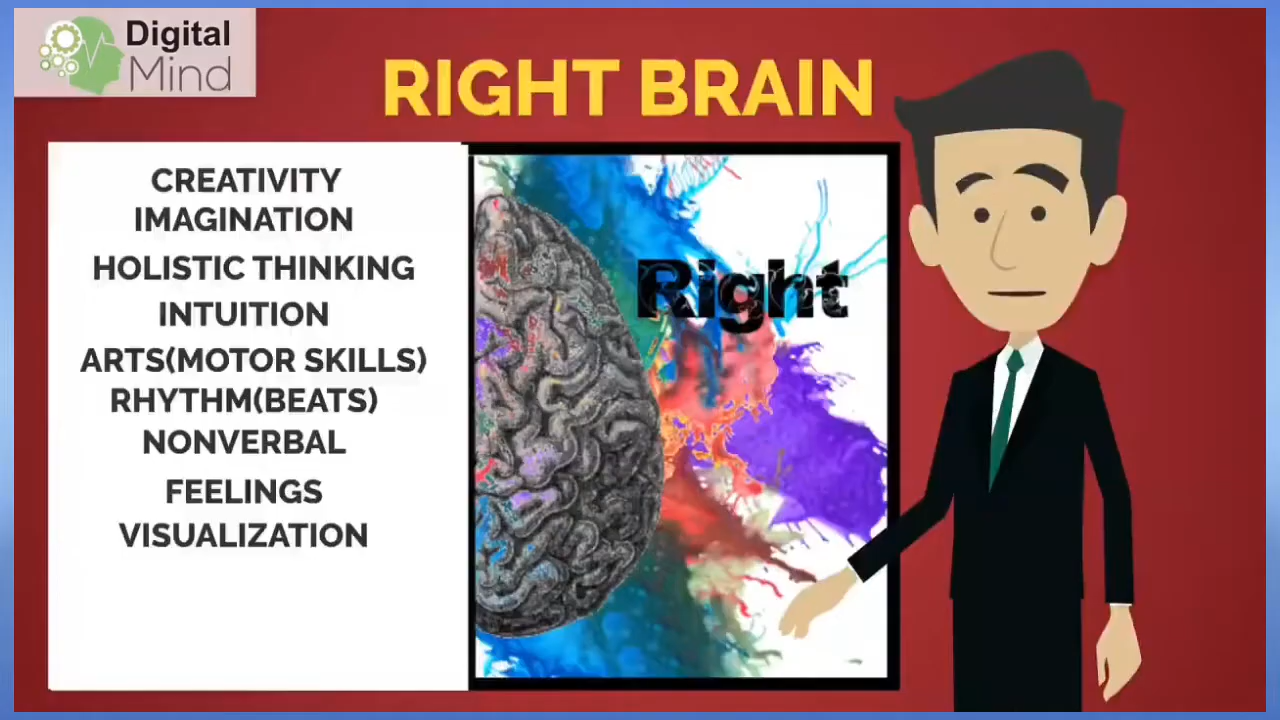 Digital
Mind
RIGHT BRAIN
CREATIVITY
IMAGINATION
HOLISTIC THINKING
INTUITION
ARTS(MOTOR SKILLS)
RHYTHM(BEATS)
NONVERBAL
FEELINGS
VISUALIZATION
Right